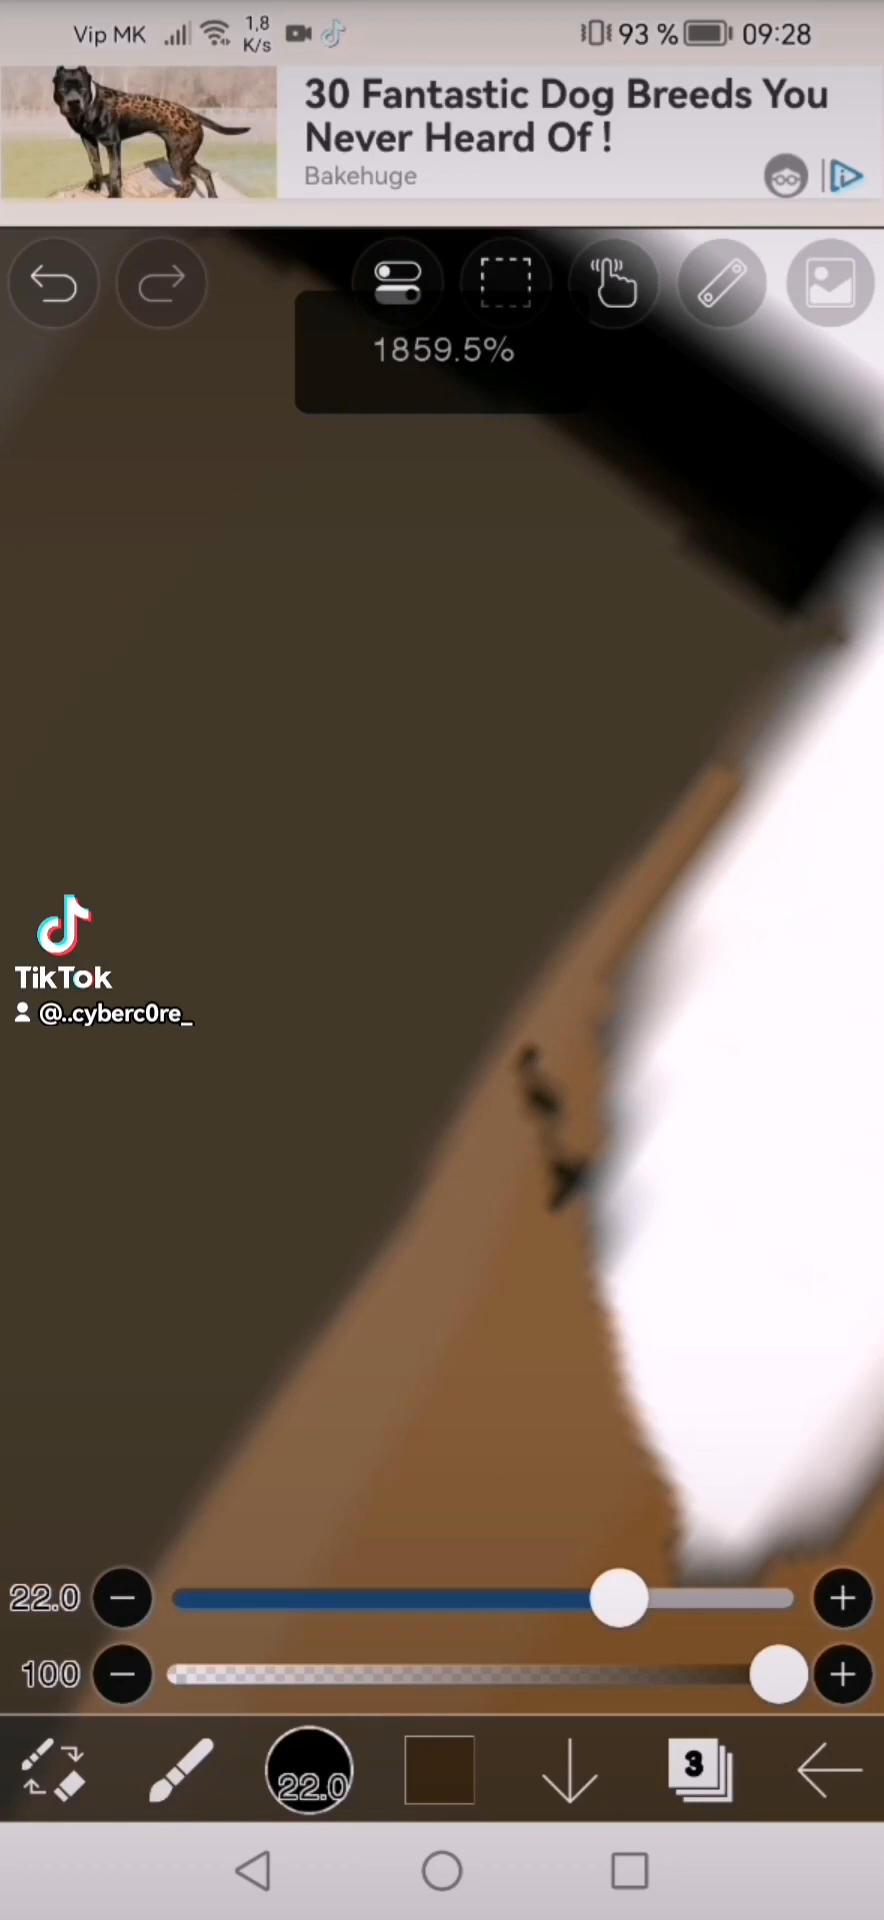 Vip MK 1,8 K/s 93 % 09:28
30 Fantastic Dog Breeds You
Never Heard Of !
Bakehuge
1859.5%
TikTok
@..cyberc0re_
22.0
100
22.0
3